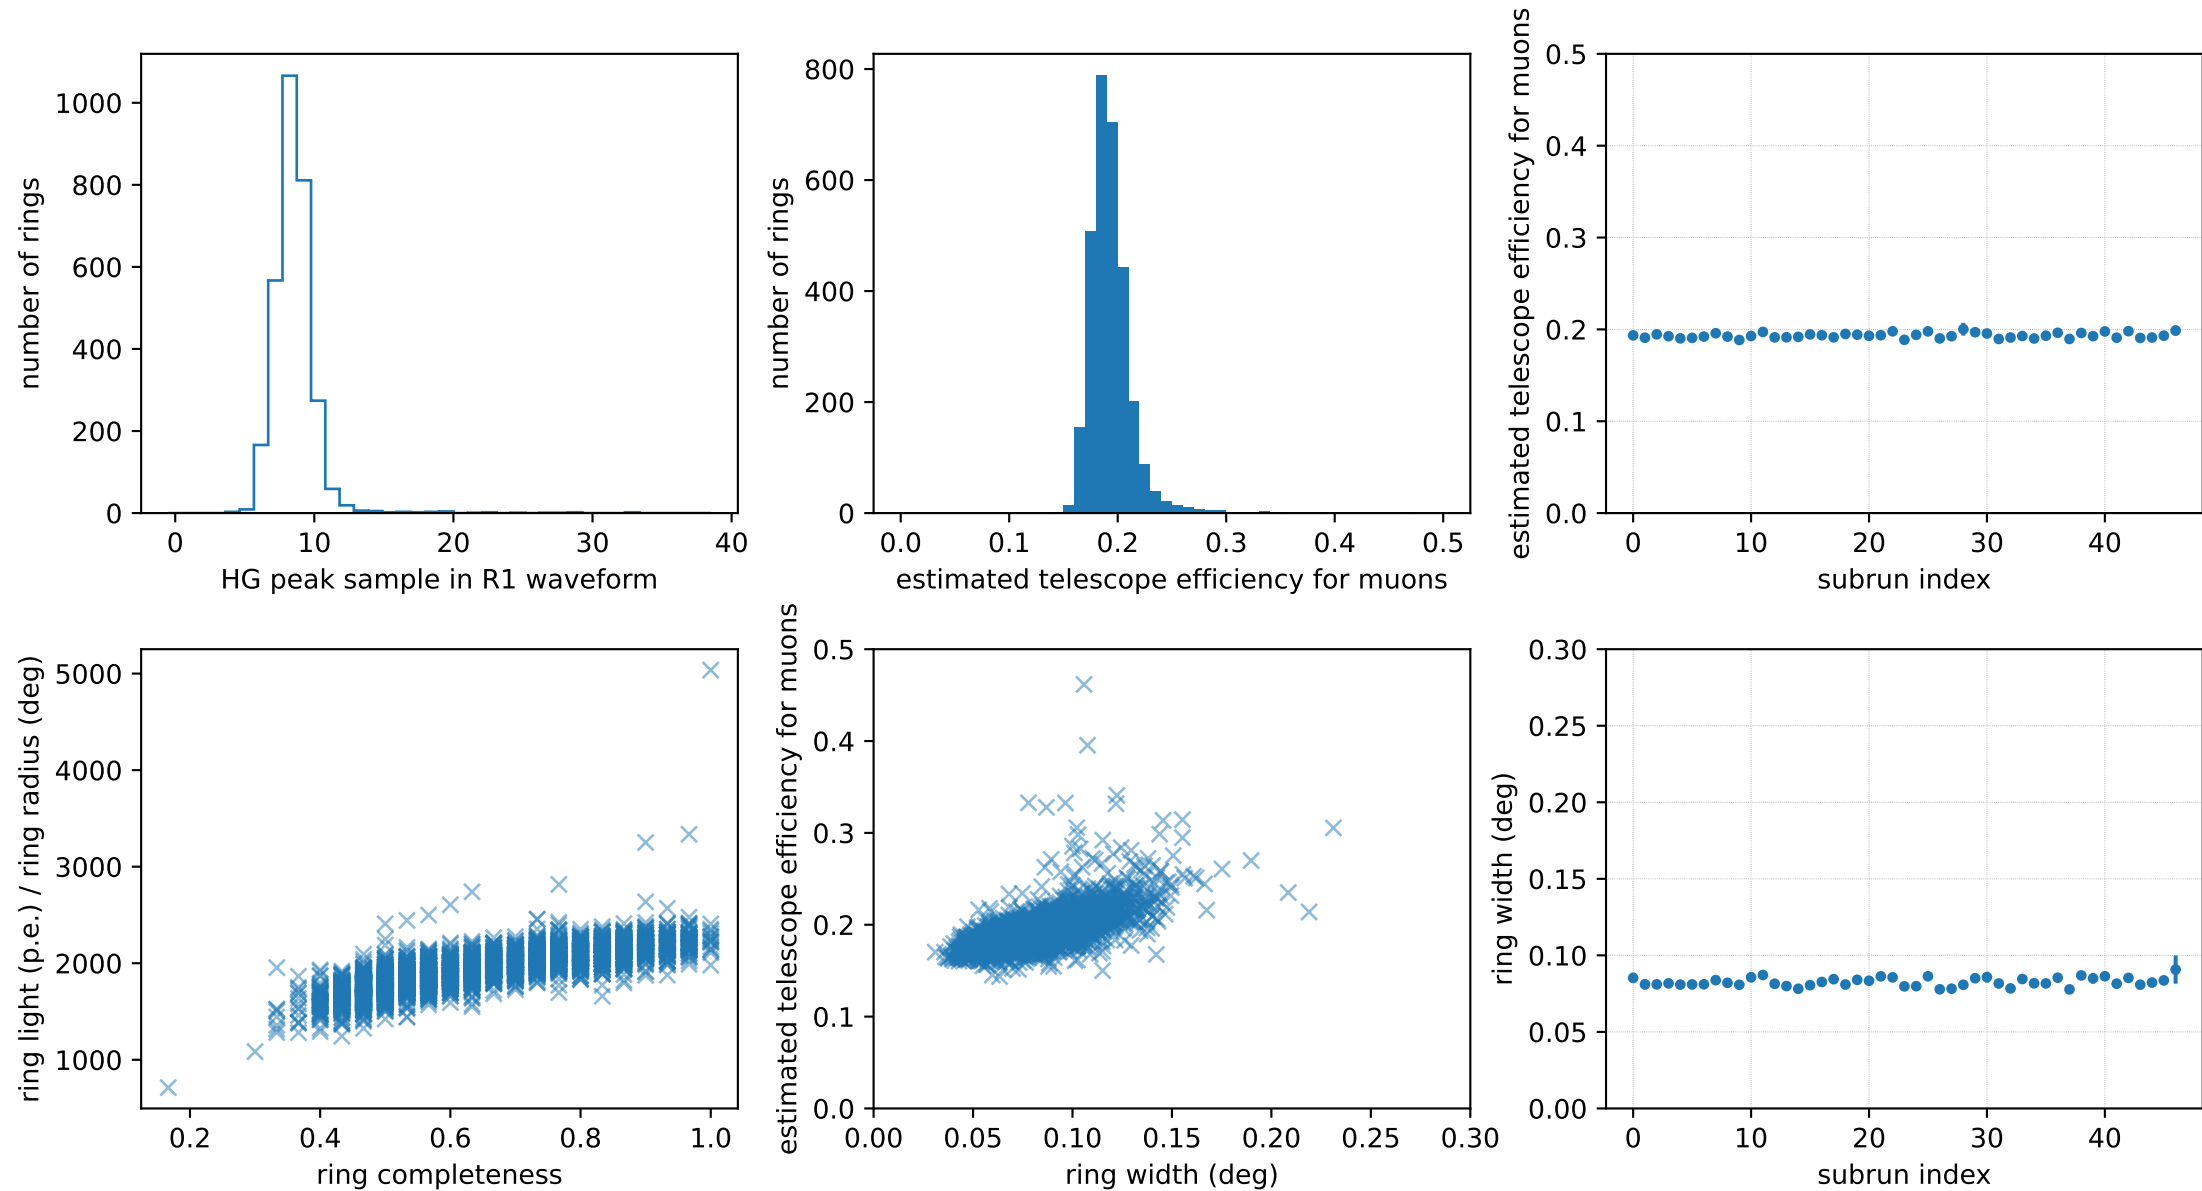 number of rings
1000
800
600
400
200
0
0 10 20 30 40
HG peak sample in R1 waveform
number of rings
800
600
400
200
0
0.0 0.1 0.2 0.3 0.4 0.5
estimated telescope efficiency for muons
estimated telescope efficiency for muons
0.5
0.4
0.3
0.2
0.1
0.0
0 10 20 30 40
subrun index
ring light (p.e.) / ring radius (deg)
5000
4000
3000
2000
1000
0.2 0.4 0.6 0.8 1.0
ring completeness
estimated telescope efficiency for muons
0.5
0.4
0.3
0.2
0.1
0.0
0.00 0.05 0.10 0.15 0.20 0.25 0.30
ring width (deg)
ring width (deg)
0.30
0.25
0.20
0.15
0.10
0.05
0.00
0 10 20 30 40
subrun index